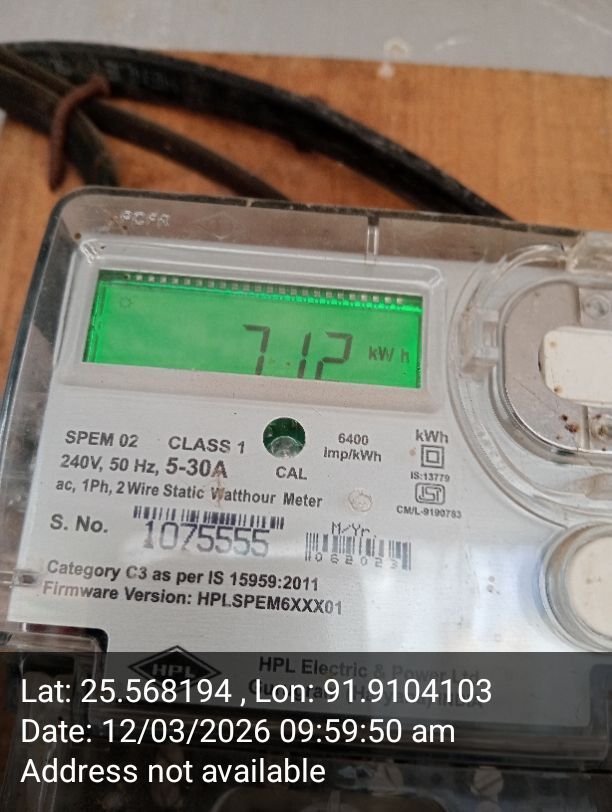 712 kWh
SPEM 02 CLASS 1
240V, 50 Hz, 5-30A
ac, 1Ph, 2 Wire Static Watthour Meter
CAL
6400
imp/kWh
kWh
IS:13779
ISI
CM/L-9190783
S. No. 1075555
M/Yr.
062023
Category C3 as per IS 15959:2011
Firmware Version: HPLSPEM6XXX01
HPL
HPL Electric & Power Ltd.
Lat: 25.568194 , Lon: 91.9104103
Date: 12/03/2026 09:59:50 am
Address not available